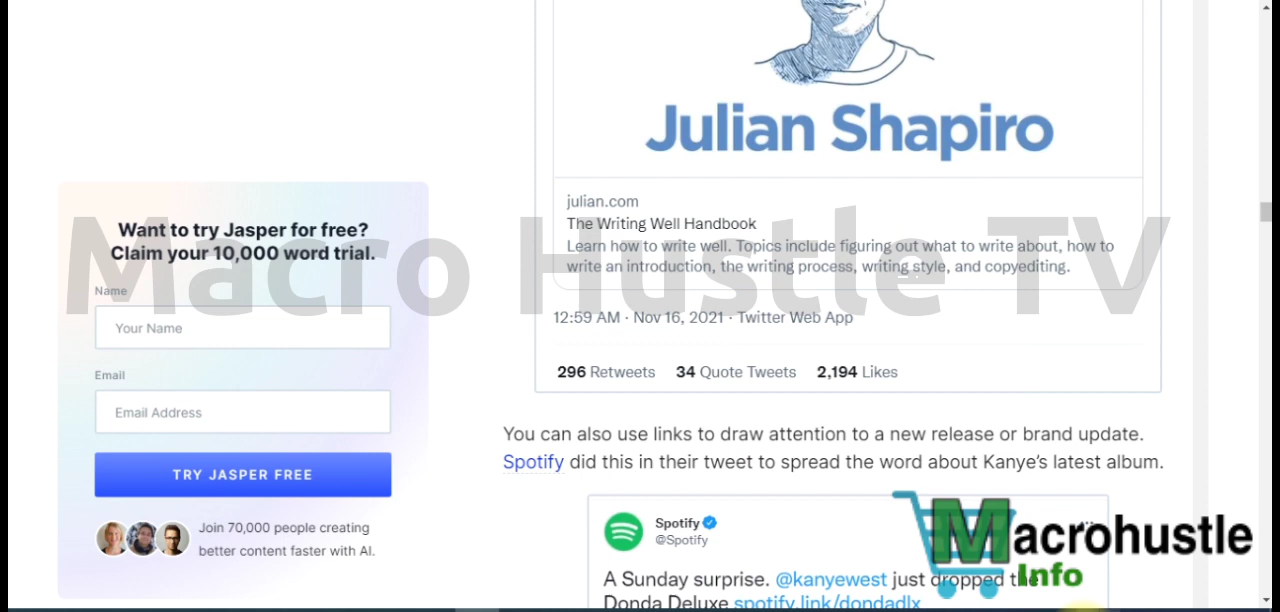 Julian Shapiro
julian.com
The Writing Well Handbook
Learn how to write well. Topics include figuring out what to write about, how to
write an introduction, the writing process, writing style, and copyediting.
12:59 AM · Nov 16, 2021 · Twitter Web App
296 Retweets 34 Quote Tweets 2,194 Likes
Want to try Jasper for free?
Claim your 10,000 word trial.
Name
Your Name
Email
Email Address
TRY JASPER FREE
Join 70,000 people creating
better content faster with AI.
Macro Hustle TV
You can also use links to draw attention to a new release or brand update.
Spotify did this in their tweet to spread the word about Kanye’s latest album.
Spotify
@Spotify
A Sunday surprise. @kanyewest just dropped the
Donda Deluxe spotify.link/dondadlx
Macrohustle
Info